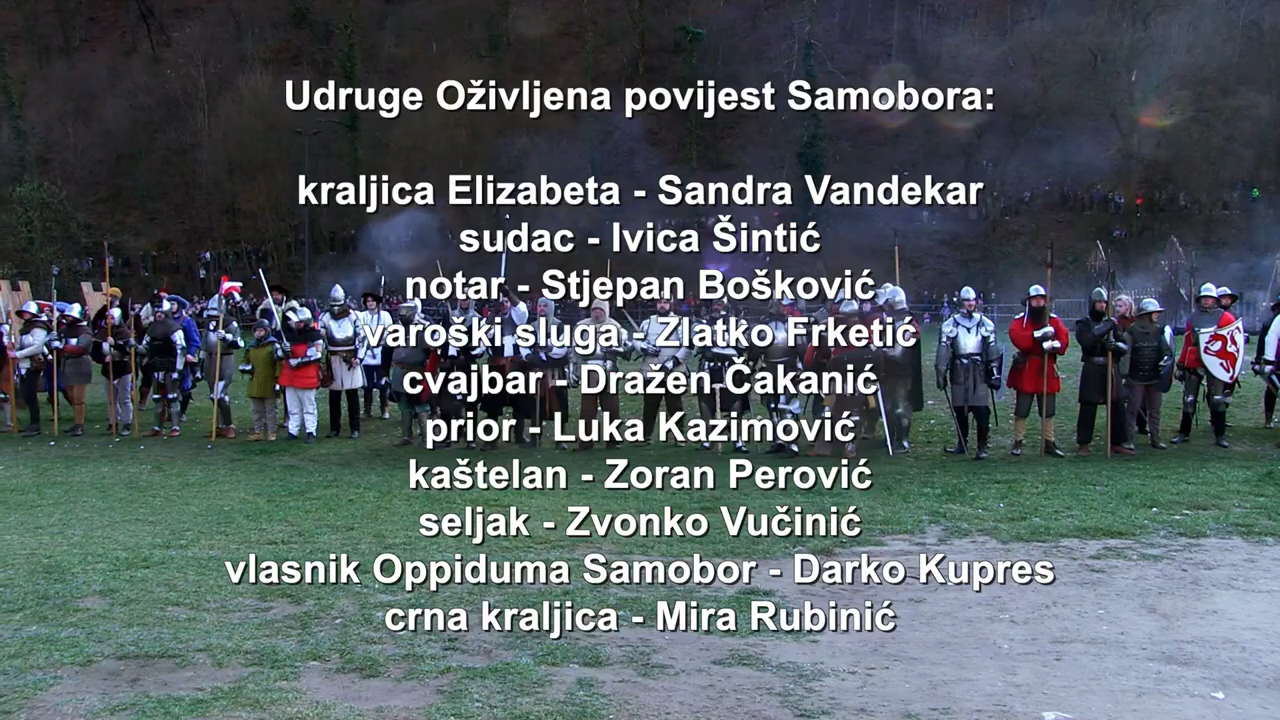 Udruge Oživljena povijest Samobora:
kraljica Elizabeta - Sandra Vandekar
sudac - Ivica Šintić
notar - Stjepan Bošković
varoški sluga - Zlatko Frketić
cvajbar - Dražen Čakanić
prior - Luka Kazimović
kaštelan - Zoran Perović
seljak - Zvonko Vučinić
vlasnik Oppiduma Samobor - Darko Kupres
crna kraljica - Mira Rubinić